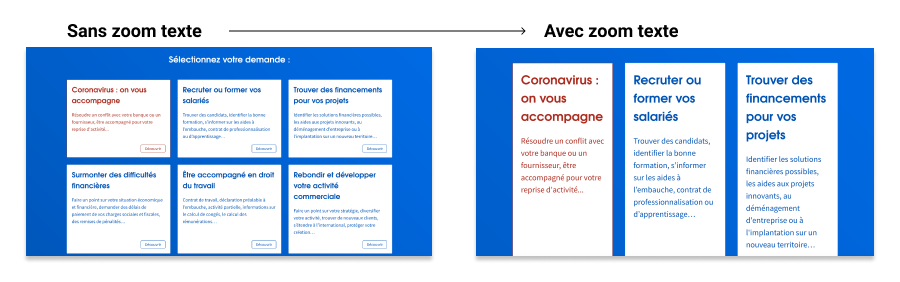 Sans zoom texte
Avec zoom texte
Sélectionnez votre demande :
Coronavirus : on vous
accompagne
Résoudre un conflit avec votre banque ou un
fournisseur, être accompagné pour votre
reprise d'activité...
Découvrir
Recruter ou former vos
salariés
Trouver des candidats, identifier la bonne
formation, s'informer sur les aides à
l'embauche, contrat de professionnalisation
ou d'apprentissage...
Découvrir
Trouver des financements
pour vos projets
Identifier les solutions financières possibles,
les aides aux projets innovants, au
déménagement d'entreprise ou à
l'implantation sur un nouveau territoire...
Découvrir
Surmonter des difficultés
financières
Faire un point sur votre situation économique
et financière, demander des délais de
paiement de vos charges sociales et fiscales,
des remises de pénalités...
Découvrir
Être accompagné en droit
du travail
Contrat de travail, déclaration préalable à
l'embauche, activité partielle, informations sur
le calcul de congés, le calcul des
rémunérations...
Découvrir
Rebondir et développer
votre activité
commerciale
Faire un point sur votre stratégie, diversifier
votre activité, trouver de nouveaux clients,
s'étendre à l'international, protéger votre
création...
Découvrir
Coronavirus :
on vous
accompagne
Résoudre un conflit avec
votre banque ou un
fournisseur, être
accompagné pour votre
reprise d'activité...
Recruter ou
former vos
salariés
Trouver des candidats,
identifier la bonne
formation, s'informer
sur les aides à
l'embauche, contrat de
professionnalisation ou
d'apprentissage...
Trouver des
financements
pour vos
projets
Identifier les solutions
financières possibles,
les aides aux projets
innovants, au
déménagement
d'entreprise ou à
l'implantation sur un
nouveau territoire...